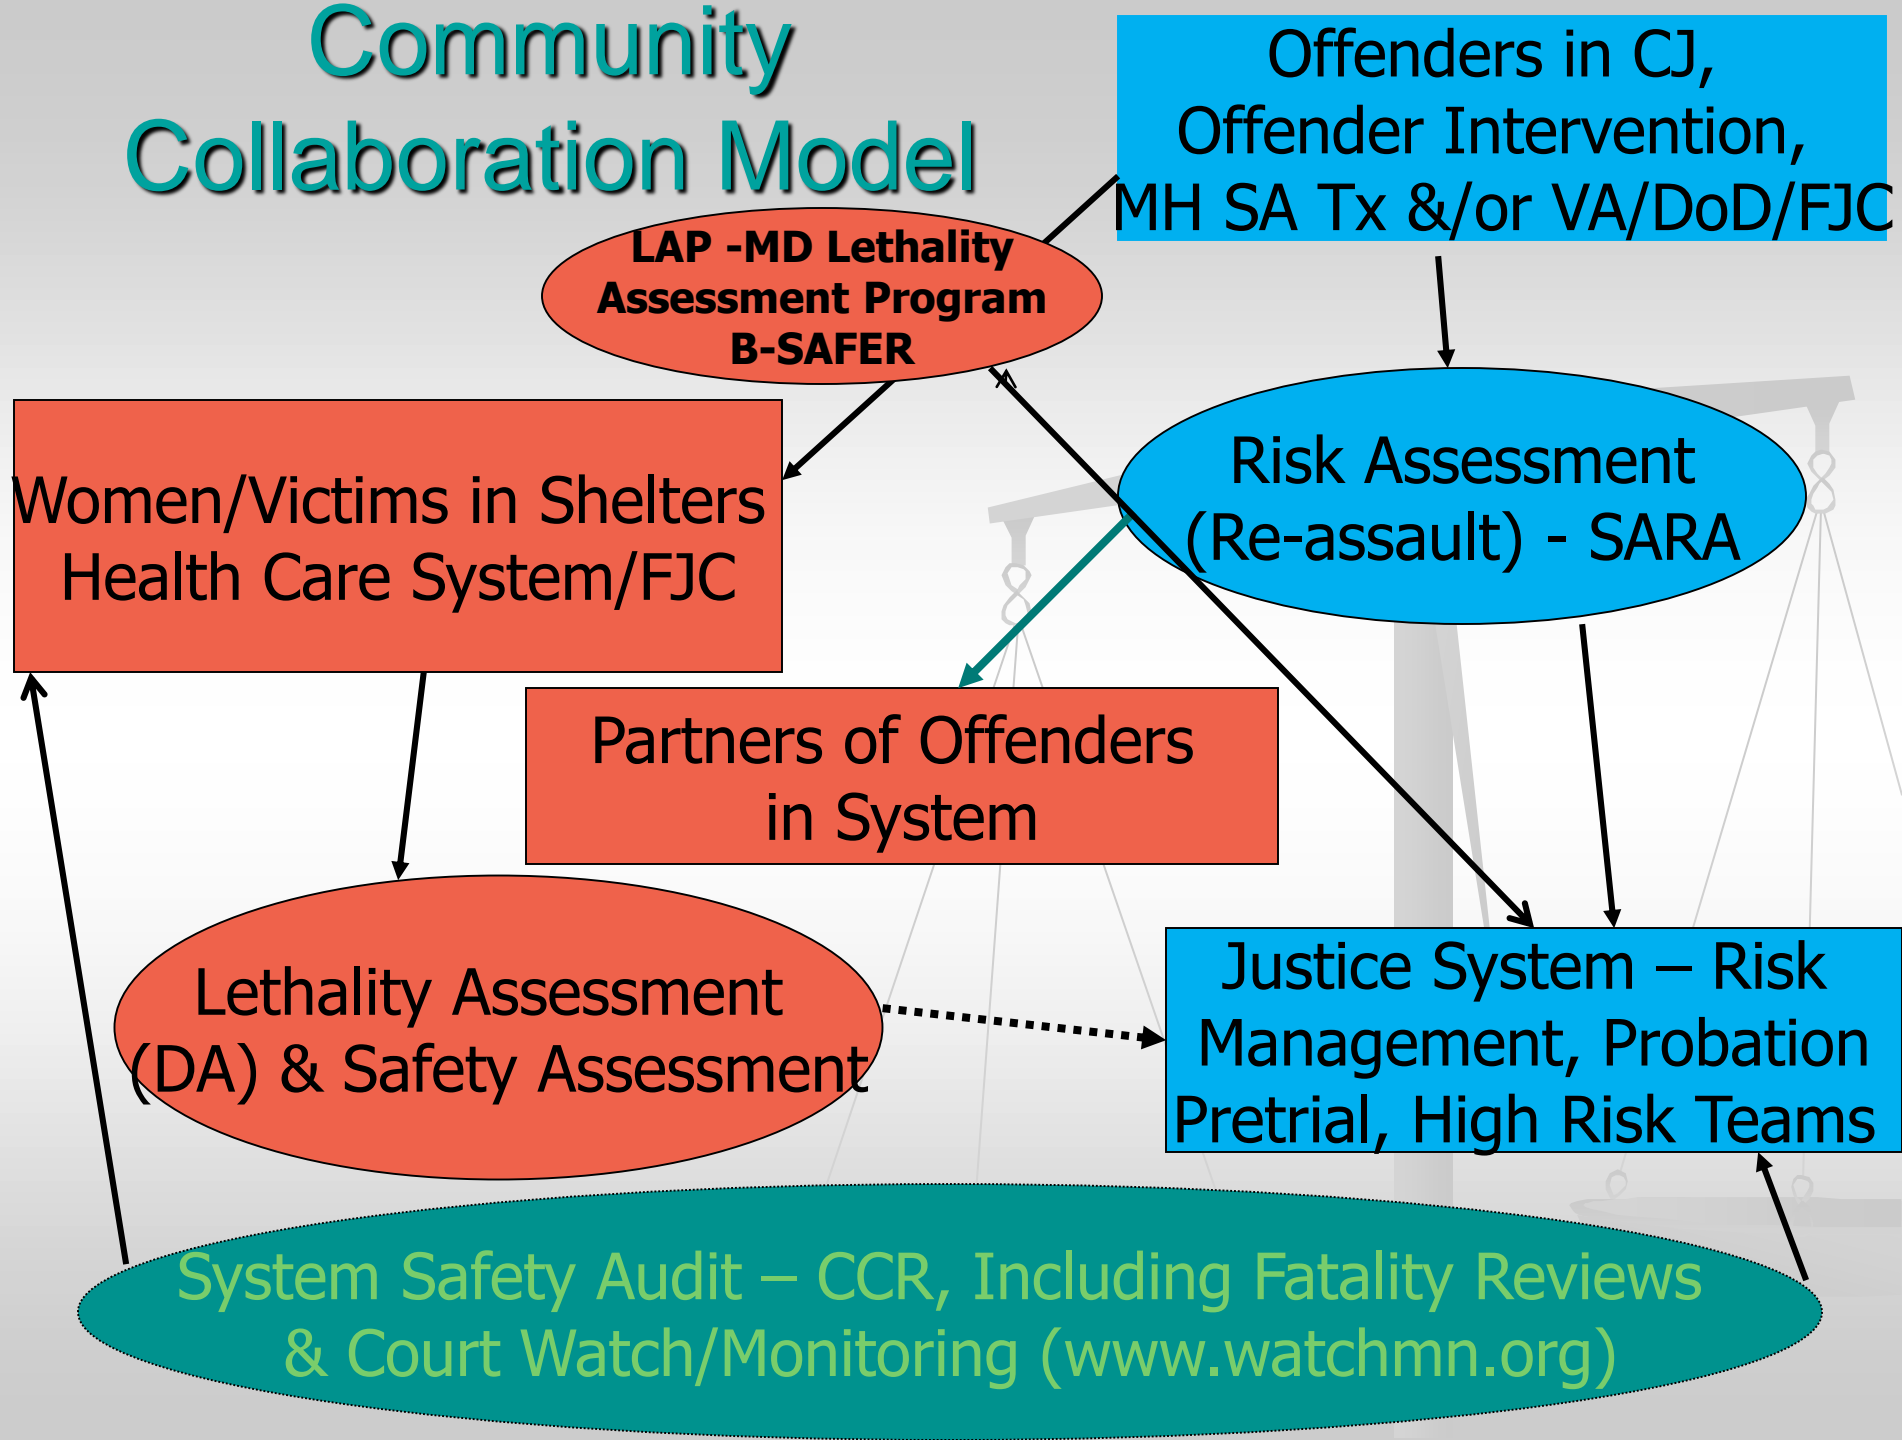 Community
Collaboration Model
Offenders in CJ,
Offender Intervention,
MH SA Tx &/or VA/DoD/FJC
LAP -MD Lethality
Assessment Program
B-SAFER
Risk Assessment
(Re-assault) - SARA
Women/Victims in Shelters
Health Care System/FJC
Partners of Offenders
in System
Lethality Assessment
(DA) & Safety Assessment
Justice System – Risk
Management, Probation
Pretrial, High Risk Teams
System Safety Audit – CCR, Including Fatality Reviews
& Court Watch/Monitoring (www.watchmn.org)